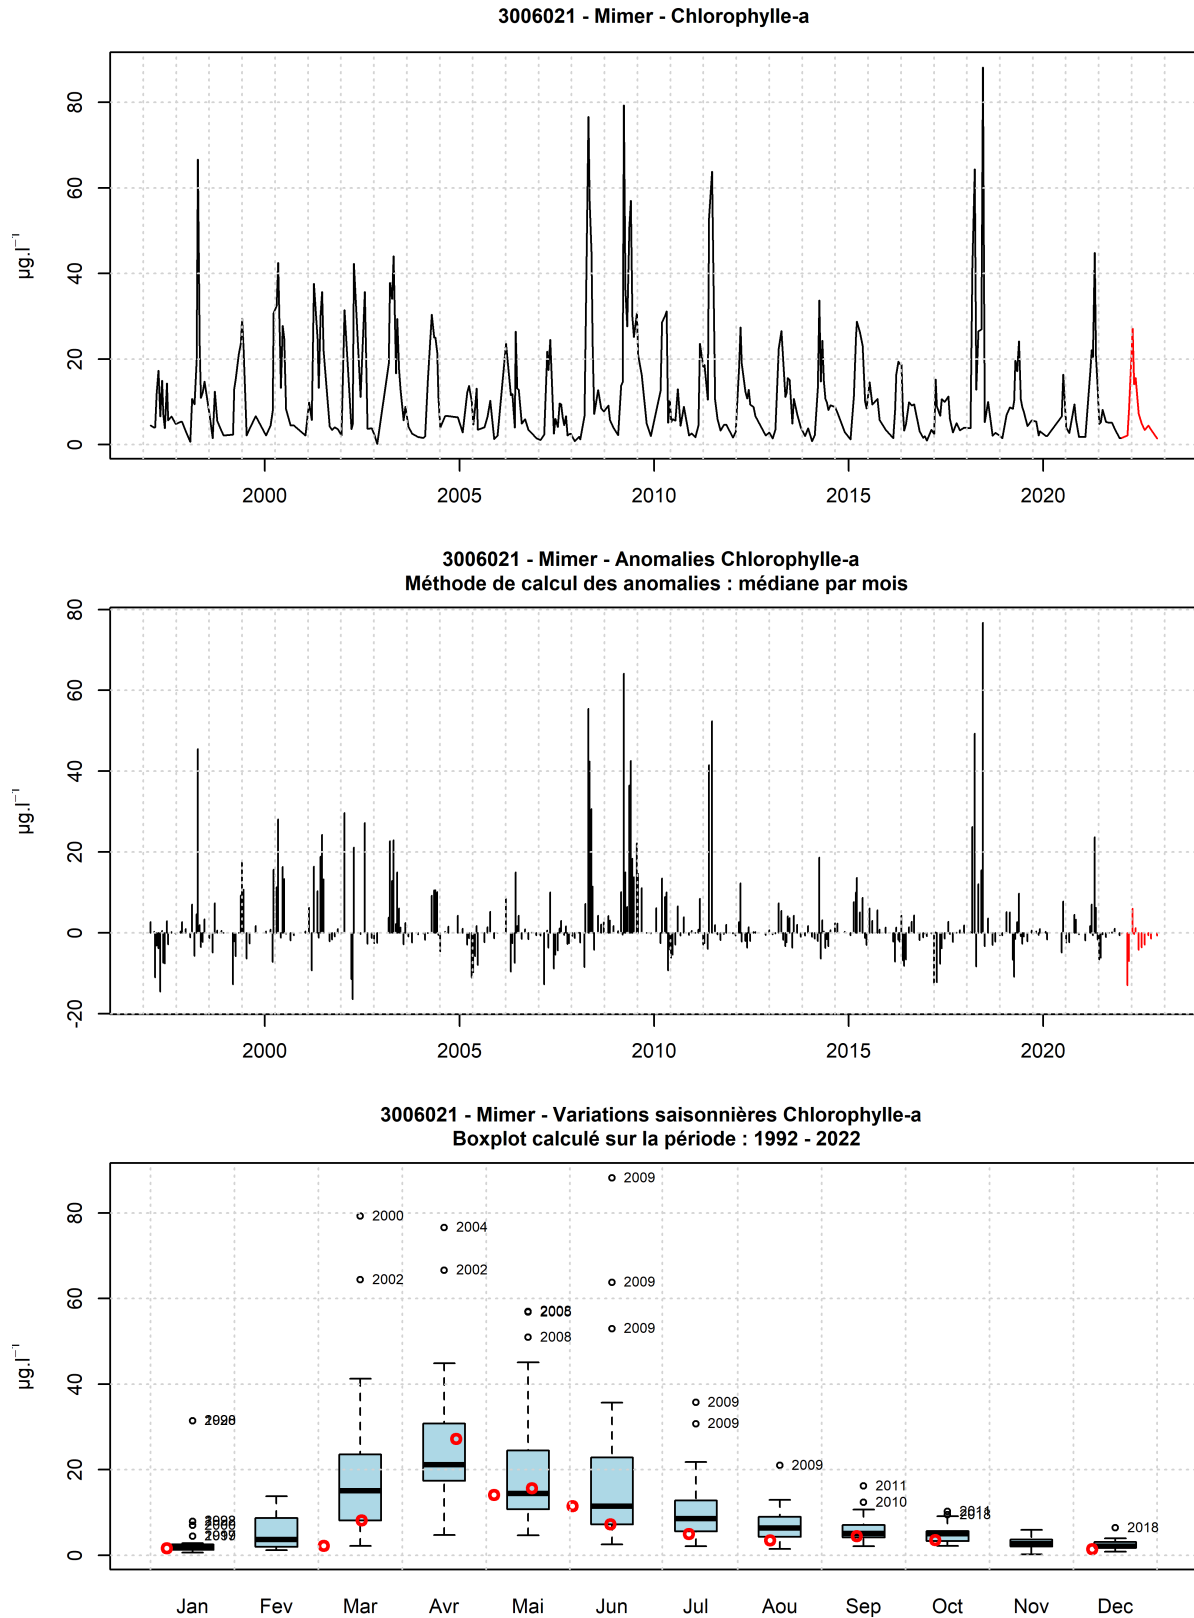 3006021 - Mimer - Chlorophylle-a
80
60
40
20
0
µg.l⁻¹
2000 2005 2010 2015 2020
3006021 - Mimer - Anomalies Chlorophylle-a
Méthode de calcul des anomalies : médiane par mois
80
60
40
20
0
-20
µg.l⁻¹
2000 2005 2010 2015 2020
3006021 - Mimer - Variations saisonnières Chlorophylle-a
Boxplot calculé sur la période : 1992 - 2022
80
60
40
20
0
µg.l⁻¹
2009
2000
2004
2002
2002
2009
2008
2009
2009
2009
2009
2011
2010
2018
2018
Jan Fev Mar Avr Mai Jun Jul Aou Sep Oct Nov Dec